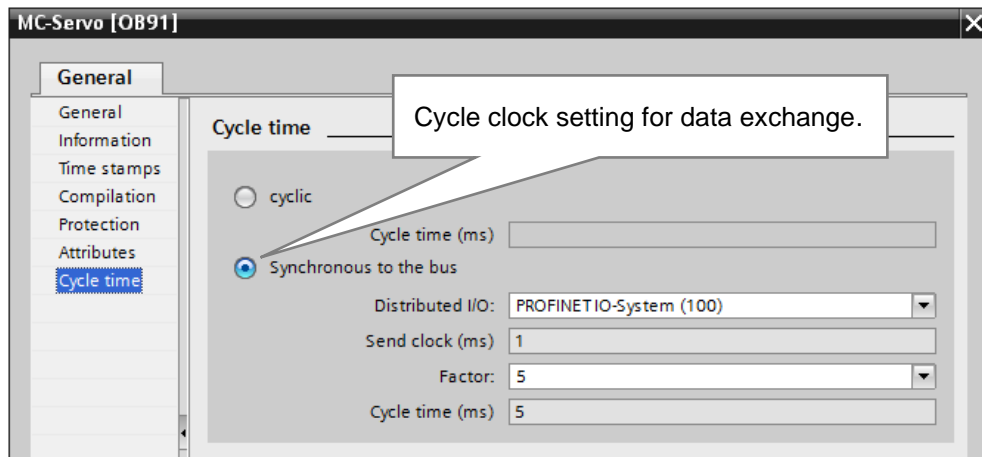 MC-Servo [OB91]
General
General
Information
Time stamps
Compilation
Protection
Attributes
Cycle time
Cycle time
Cycle clock setting for data exchange.
cyclic
Cycle time (ms)
Synchronous to the bus
Distributed I/O: PROFINET IO-System (100)
Send clock (ms) 1
Factor: 5
Cycle time (ms) 5